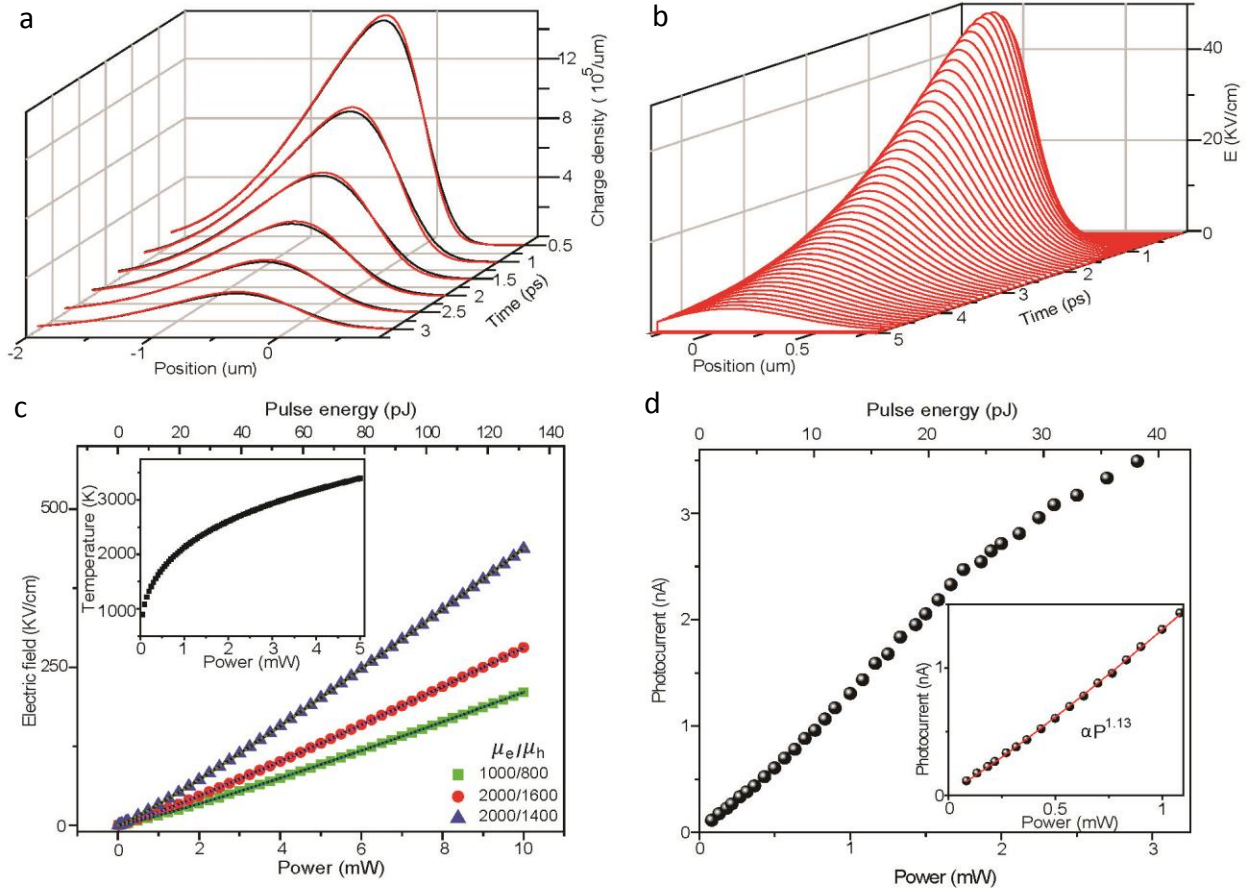 a
12
8
4
Charge density ( 10^5/um)
0.5
1
1.5
2
2.5
3
Time (ps)
-2
-1
0
Position (um)
b
40
20
0
E (KV/cm)
1
2
3
4
5
Time (ps)
0
0.5
Position (um)
c
Pulse energy (pJ)
0 20 40 60 80 100 120 140
500
250
0
Electric field (KV/cm)
3000
2000
1000
Temperature (K)
0 1 2 3 4 5
Power (mW)
μe/μh
1000/800
2000/1600
2000/1400
0 2 4 6 8 10
Power (mW)
d
Pulse energy (pJ)
0 10 20 30 40
3
2
1
0
Photocurrent (nA)
1
0
Photocurrent (nA)
αP^1.13
0.5 1
Power (mW)
0 1 2 3
Power (mW)